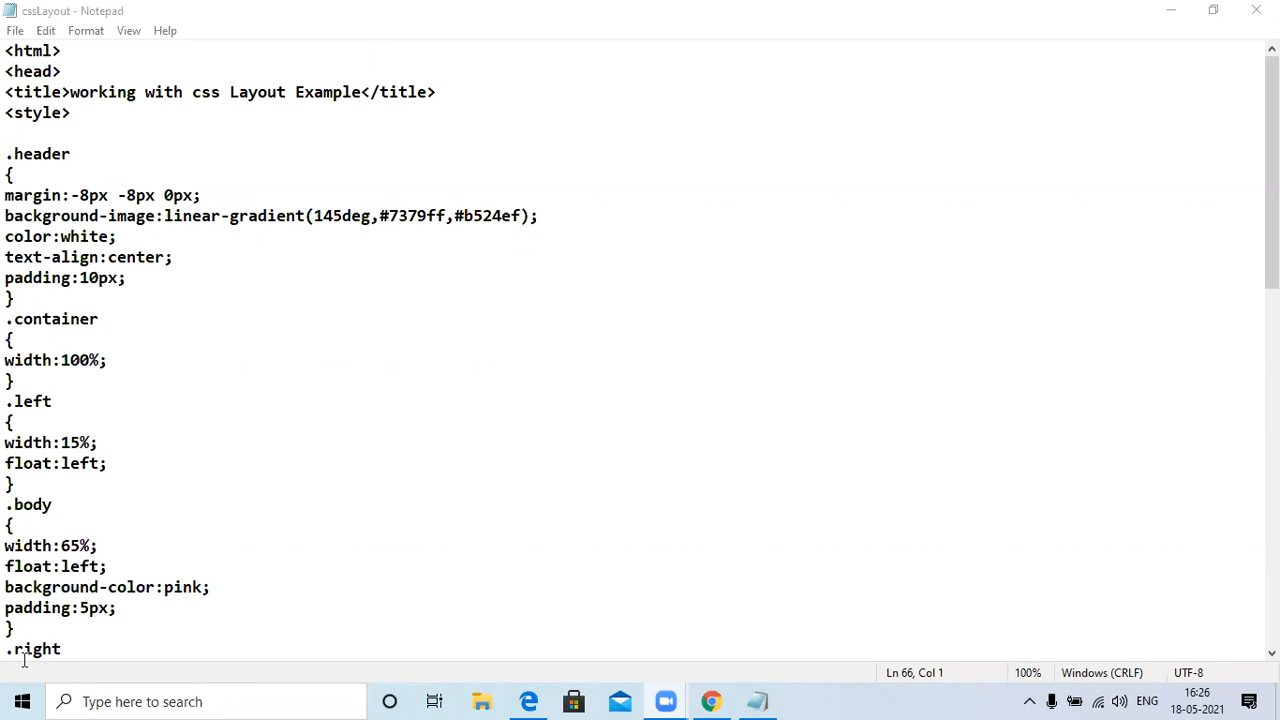 cssLayout - Notepad
File Edit Format View Help
<html>
<head>
<title>working with css Layout Example</title>
<style>
.header
{
margin:-8px -8px 0px;
background-image:linear-gradient(145deg,#7379ff,#b524ef);
color:white;
text-align:center;
padding:10px;
}
.container
{
width:100%;
}
.left
{
width:15%;
float:left;
}
.body
{
width:65%;
float:left;
background-color:pink;
padding:5px;
}
.right
Ln 66, Col 1 100% Windows (CRLF) UTF-8
Type here to search
ENG
16:26
18-05-2021